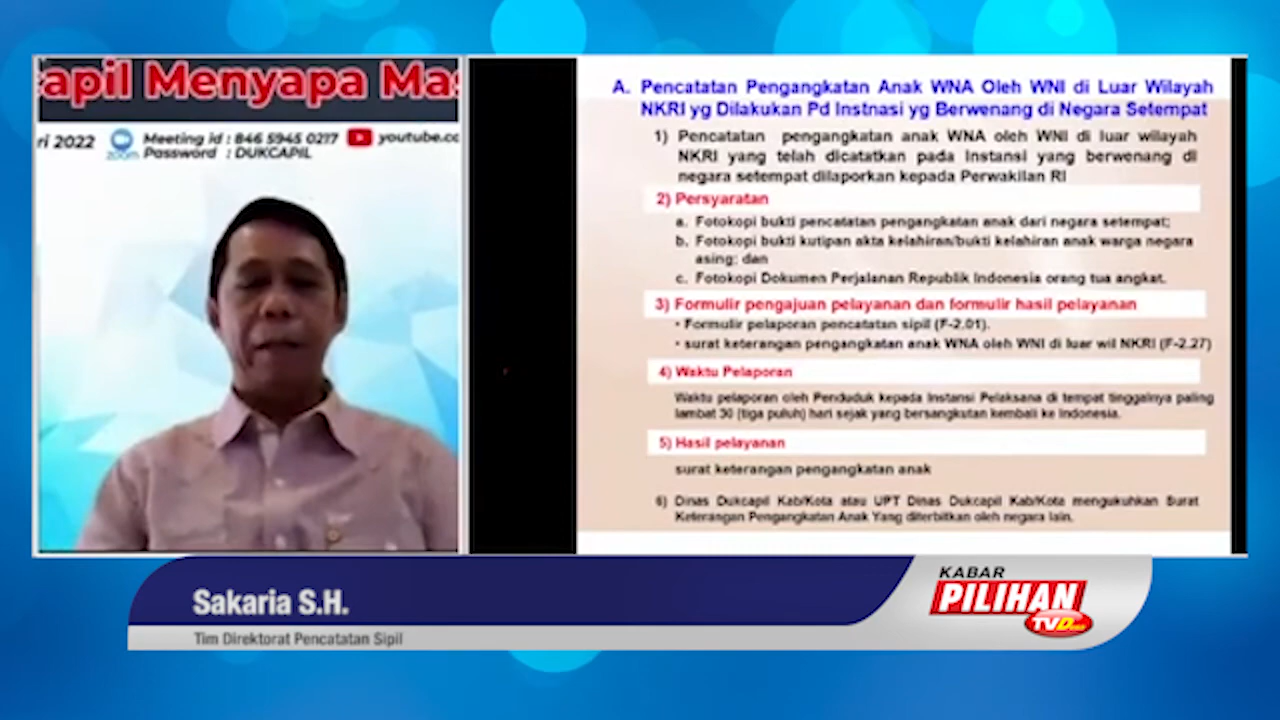 capil Menyapa Mas
ri 2022
Meeting id : 846 5945 0217
Password : DUKCAPIL
youtube.co
zoom
A. Pencatatan Pengangkatan Anak WNA Oleh WNI di Luar Wilayah
NKRI yg Dilakukan Pd Instnasi yg Berwenang di Negara Setempat
1) Pencatatan pengangkatan anak WNA oleh WNI di luar wilayah
NKRI yang telah dicatatkan pada Instansi yang berwenang di
negara setempat dilaporkan kepada Perwakilan RI
2) Persyaratan
a. Fotokopi bukti pencatatan pengangkatan anak dari negara setempat;
b. Fotokopi bukti kutipan akta kelahiran/bukti kelahiran anak warga negara
asing; dan
c. Fotokopi Dokumen Perjalanan Republik Indonesia orang tua angkat.
3) Formulir pengajuan pelayanan dan formulir hasil pelayanan
• Formulir pelaporan pencatatan sipil (F-2.01).
• surat keterangan pengangkatan anak WNA oleh WNI di luar wil NKRI (F-2.27)
4) Waktu Pelaporan
Waktu pelaporan oleh Penduduk kepada Instansi Pelaksana di tempat tinggalnya paling
lambat 30 (tiga puluh) hari sejak yang bersangkutan kembali ke Indonesia.
5) Hasil pelayanan
surat keterangan pengangkatan anak
6) Dinas Dukcapil Kab/Kota atau UPT Dinas Dukcapil Kab/Kota mengukuhkan Surat
Keterangan Pengangkatan Anak Yang diterbitkan oleh negara lain.
Sakaria S.H.
Tim Direktorat Pencatatan Sipil
KABAR
PILIHAN
TVD